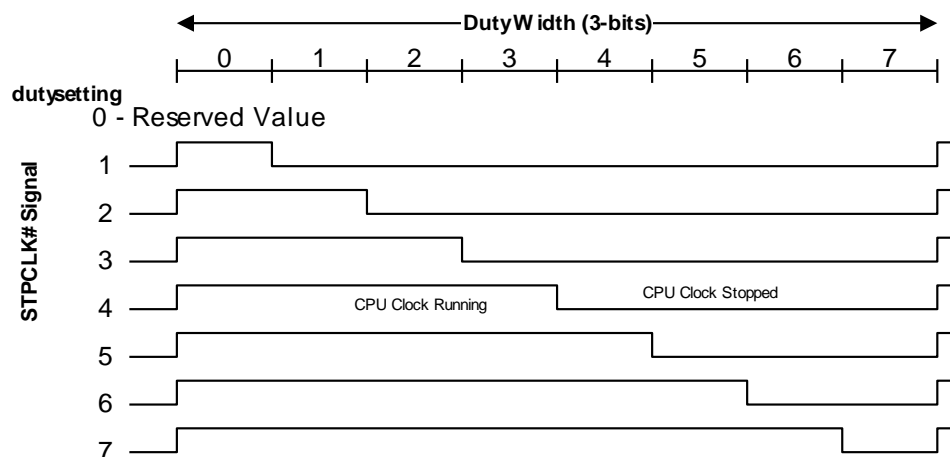 DutyWidth (3-bits)
0 1 2 3 4 5 6 7
dutysetting
0 - Reserved Value
STPCLK# Signal
1
2
3
4 CPU Clock Running CPU Clock Stopped
5
6
7